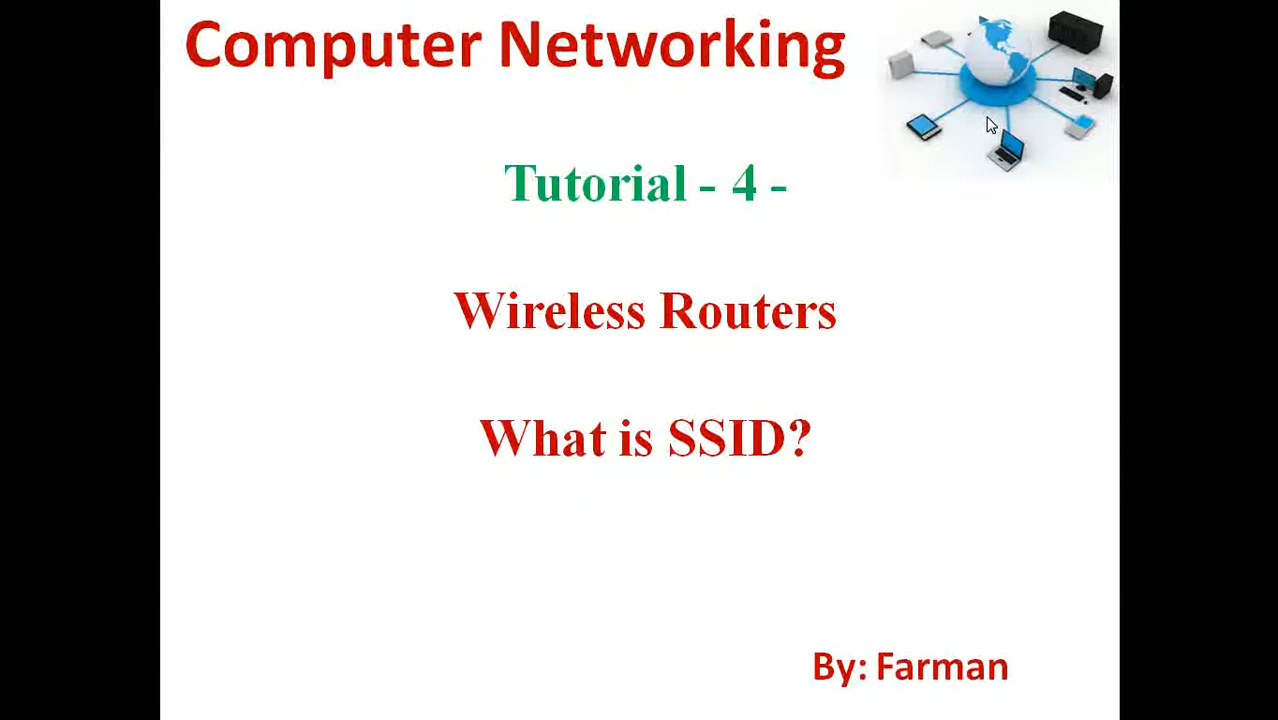 Computer Networking
Tutorial - 4 -
Wireless Routers
What is SSID?
By: Farman